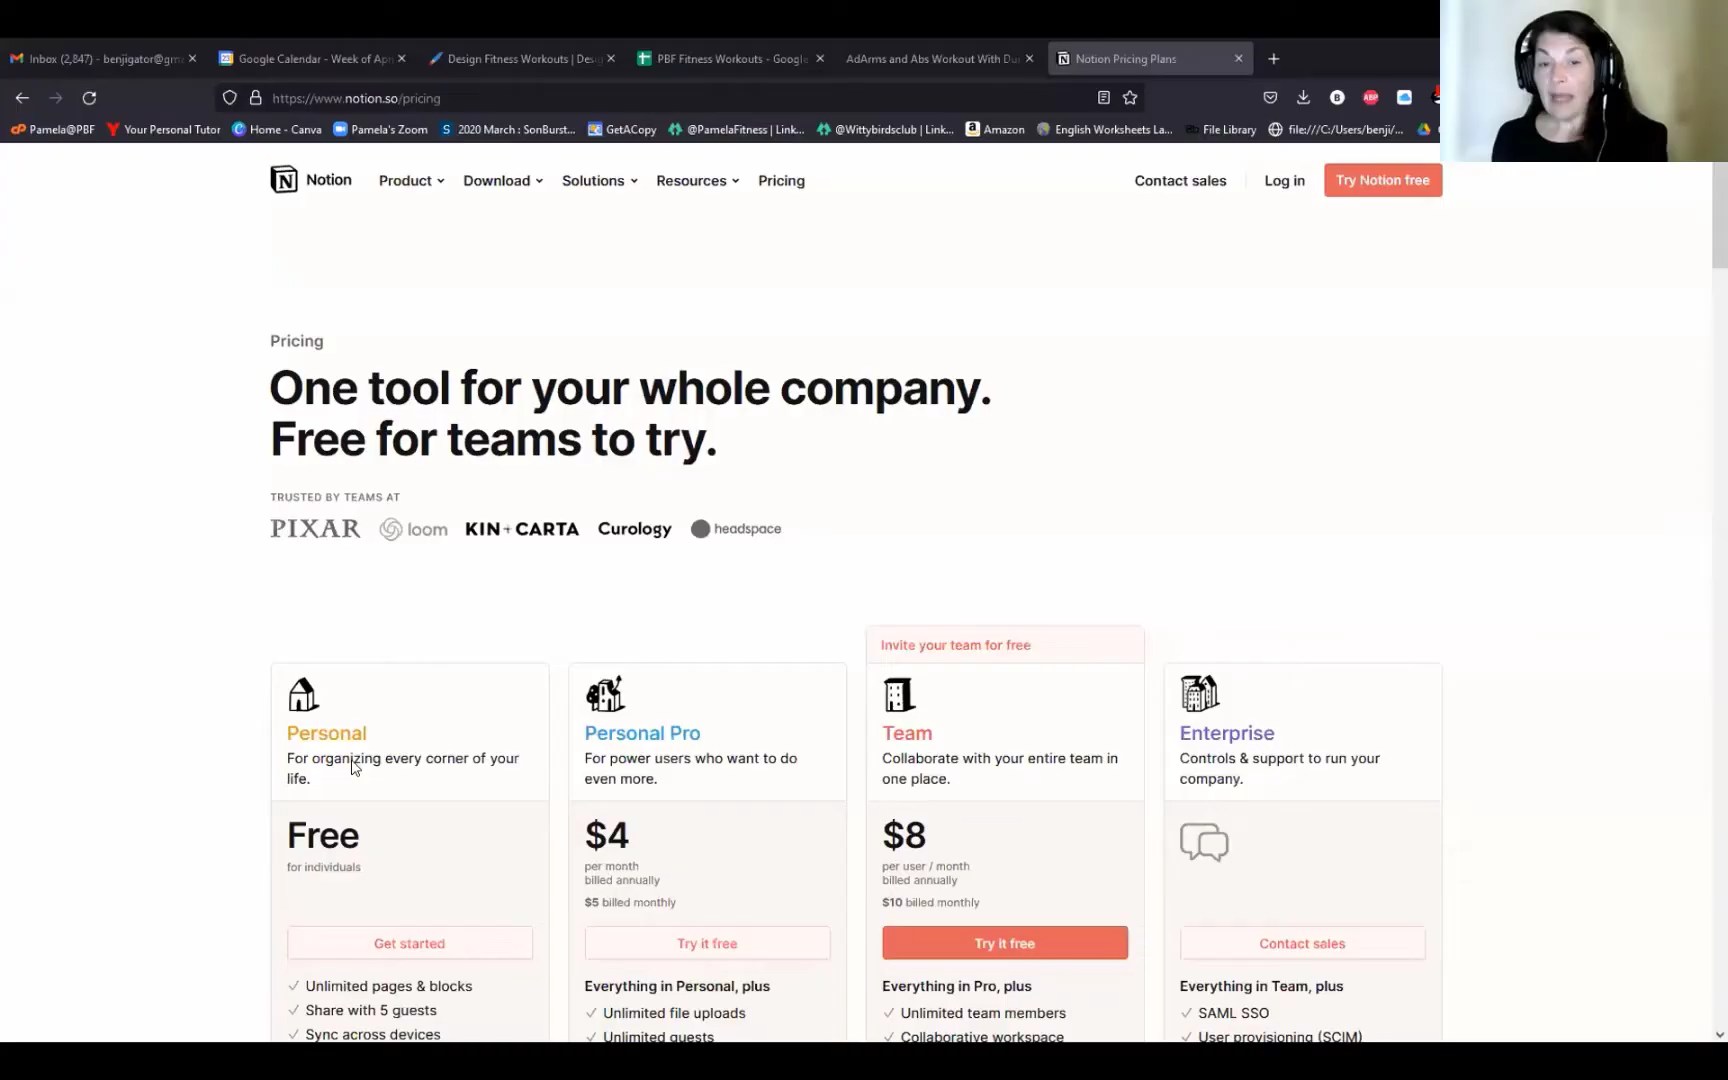 Inbox (2,847) - benjigator@gma
Google Calendar - Week of Apr
Design Fitness Workouts | Desi
PBF Fitness Workouts - Google
AdArms and Abs Workout With Du
Notion Pricing Plans
https://www.notion.so/pricing
Pamela@PBF
Your Personal Tutor
Home - Canva
Pamela's Zoom
2020 March : SonBurst...
GetACopy
@PamelaFitness | Link...
@Wittybirdsclub | Link...
Amazon
English Worksheets La...
File Library
file:///C:/Users/benji/...
Notion
Product
Download
Solutions
Resources
Pricing
Contact sales
Log in
Try Notion free
Pricing
One tool for your whole company.
Free for teams to try.
TRUSTED BY TEAMS AT
PIXAR
loom
KIN + CARTA
Curology
headspace
Invite your team for free
Personal
For organizing every corner of your
life.
Free
for individuals
Get started
Unlimited pages & blocks
Share with 5 guests
Sync across devices
Personal Pro
For power users who want to do
even more.
$4
per month
billed annually
$5 billed monthly
Try it free
Everything in Personal, plus
Unlimited file uploads
Unlimited guests
Team
Collaborate with your entire team in
one place.
$8
per user / month
billed annually
$10 billed monthly
Try it free
Everything in Pro, plus
Unlimited team members
Collaborative workspace
Enterprise
Controls & support to run your
company.
Contact sales
Everything in Team, plus
SAML SSO
User provisioning (SCIM)